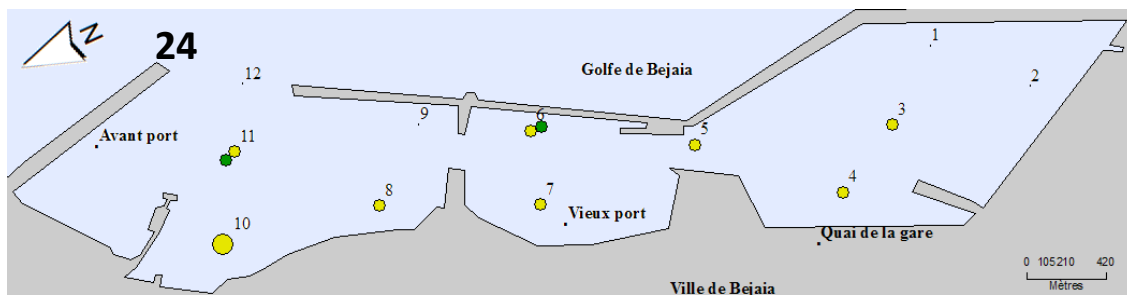 N
24
1
12
Golfe de Bejaia
2
3
9
6
Avant port
11
5
4
8
7
10
Vieux port
Quai de la gare
0 105210 420
Mètres
Ville de Bejaia